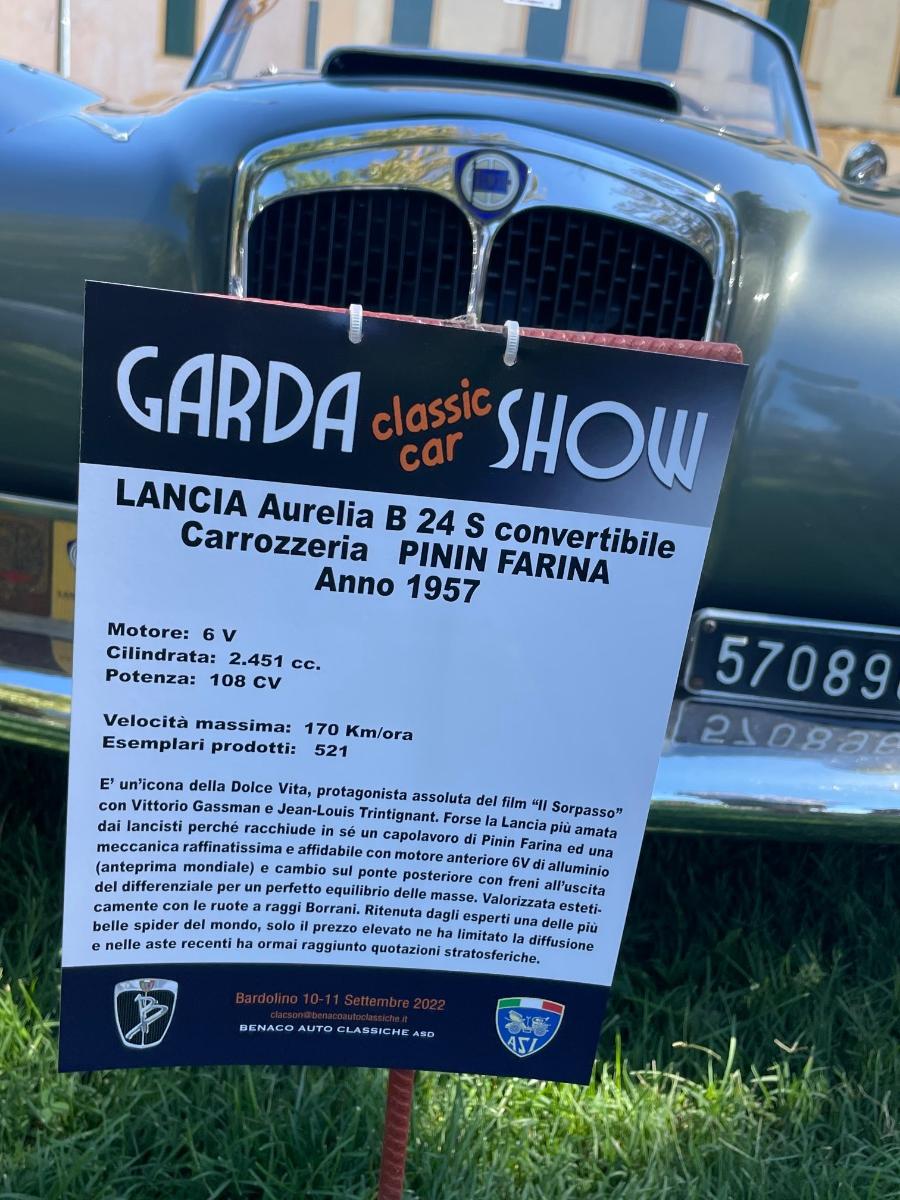 GARDA classic car SHOW
LANCIA Aurelia B 24 S convertibile
Carrozzeria PININ FARINA
Anno 1957
Motore: 6 V
Cilindrata: 2.451 cc.
Potenza: 108 CV
Velocità massima: 170 Km/ora
Esemplari prodotti: 521
E' un'icona della Dolce Vita, protagonista assoluta del film “Il Sorpasso”
con Vittorio Gassman e Jean-Louis Trintignant. Forse la Lancia più amata
dai lancisti perché racchiude in sé un capolavoro di Pinin Farina ed una
meccanica raffinatissima e affidabile con motore anteriore 6V di alluminio
(anteprima mondiale) e cambio sul ponte posteriore con freni all'uscita
del differenziale per un perfetto equilibrio delle masse. Valorizzata esteti-
camente con le ruote a raggi Borrani. Ritenuta dagli esperti una delle più
belle spider del mondo, solo il prezzo elevato ne ha limitato la diffusione
e nelle aste recenti ha ormai raggiunto quotazioni stratosferiche.
Bardolino 10-11 Settembre 2022
clacson@benacoautoclassiche.it
BENACO AUTO CLASSICHE ASD
ASI
57089